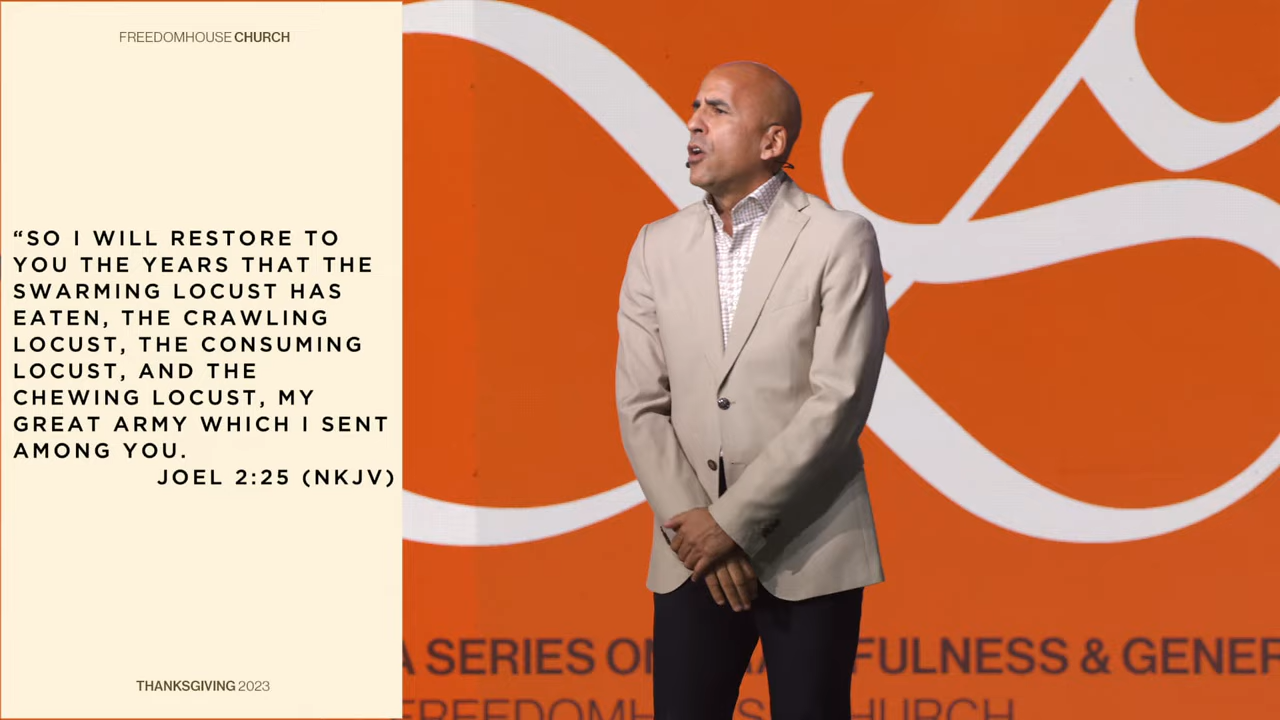 FREEDOMHOUSE CHURCH
“SO I WILL RESTORE TO
YOU THE YEARS THAT THE
SWARMING LOCUST HAS
EATEN, THE CRAWLING
LOCUST, THE CONSUMING
LOCUST, AND THE
CHEWING LOCUST, MY
GREAT ARMY WHICH I SENT
AMONG YOU.
JOEL 2:25 (NKJV)
THANKSGIVING 2023
A SERIES ON FULNESS & GENER
FREEDOMH S CHURCH